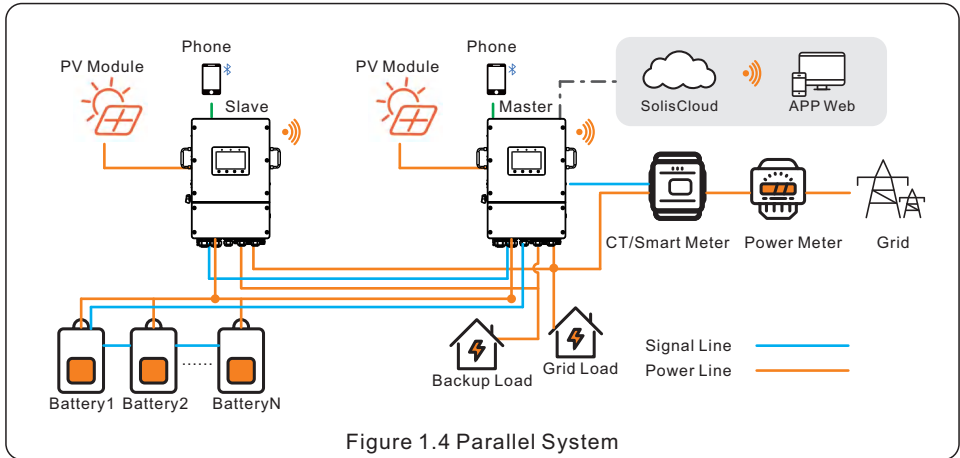 Phone
Phone
PV Module
PV Module
Slave
Master
SolisCloud
APP Web
CT/Smart Meter
Power Meter
Grid
Signal Line
Power Line
Backup Load
Grid Load
Battery1
Battery2
......
BatteryN
Figure 1.4 Parallel System